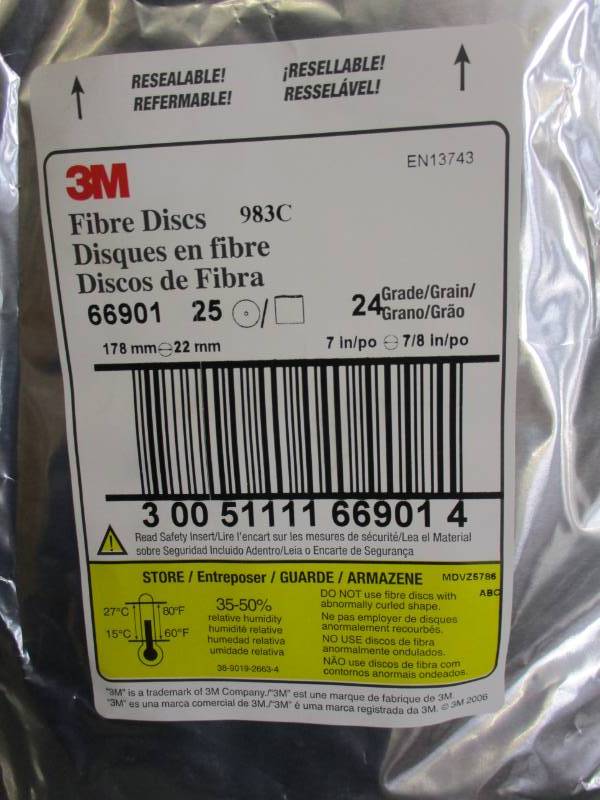 RESEALABLE!
REFERMABLE!
¡RESELLABLE!
RESSELÁVEL!
3M
EN13743
Fibre Discs 983C
Disques en fibre
Discos de Fibra
66901 25 /
24 Grade/Grain/
Grano/Grão
178 mm 22 mm
7 in/po 7/8 in/po
3 00 51111 66901 4
Read Safety Insert/Lire l'encart sur les mesures de sécurité/Lea el Material
sobre Seguridad Incluido Adentro/Leia o Encarte de Segurança
STORE / Entreposer / GUARDE / ARMAZENE
MDVZ5786
ABC
27°C 80°F
15°C 60°F
35-50%
relative humidity
humidité relative
humedad relativa
umidade relativa
38-9019-2663-4
DO NOT use fibre discs with
abnormally curled shape.
Ne pas employer de disques
anormalement recourbés.
NO USE discos de fibra
anormalmente ondulados.
NÃO use discos de fibra com
contornos anormais ondeados.
"3M" is a trademark of 3M Company./"3M" est une marque de fabrique de 3M.
"3M" es una marca comercial de 3M./"3M" é uma marca registrada da 3M. © 3M 2006